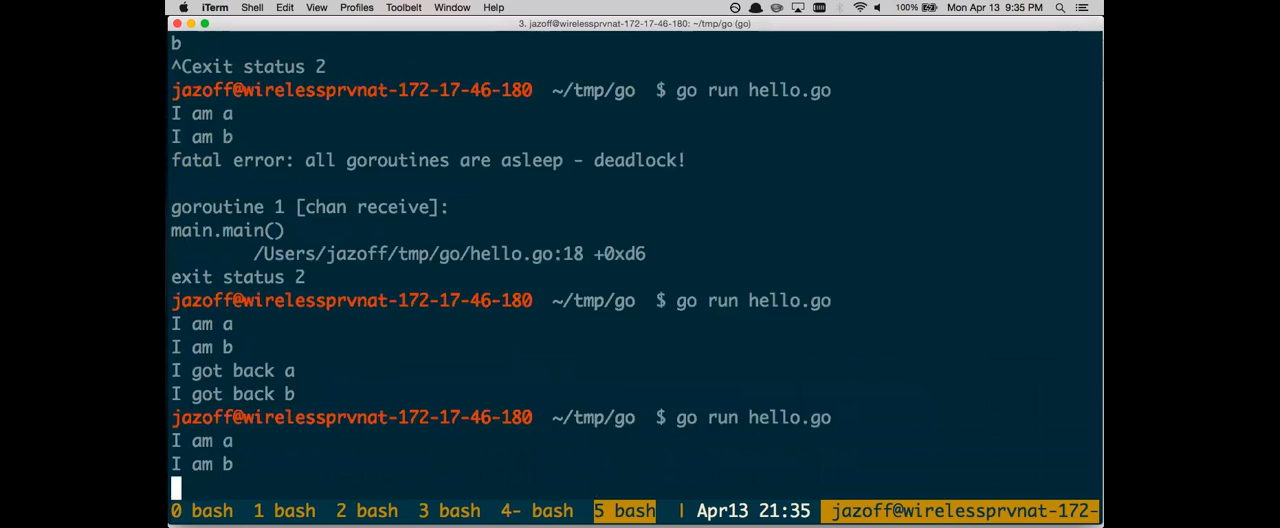 iTerm Shell Edit View Profiles Toolbelt Window Help 100% Mon Apr 13 9:35 PM
3. jazoff@wirelessprvnat-172-17-46-180: ~/tmp/go (go)
b
^Cexit status 2
jazoff@wirelessprvnat-172-17-46-180 ~/tmp/go $ go run hello.go
I am a
I am b
fatal error: all goroutines are asleep - deadlock!
goroutine 1 [chan receive]:
main.main()
/Users/jazoff/tmp/go/hello.go:18 +0xd6
exit status 2
jazoff@wirelessprvnat-172-17-46-180 ~/tmp/go $ go run hello.go
I am a
I am b
I got back a
I got back b
jazoff@wirelessprvnat-172-17-46-180 ~/tmp/go $ go run hello.go
I am a
I am b
0 bash 1 bash 2 bash 3 bash 4- bash 5 bash | Apr13 21:35 jazoff@wirelessprvnat-172-